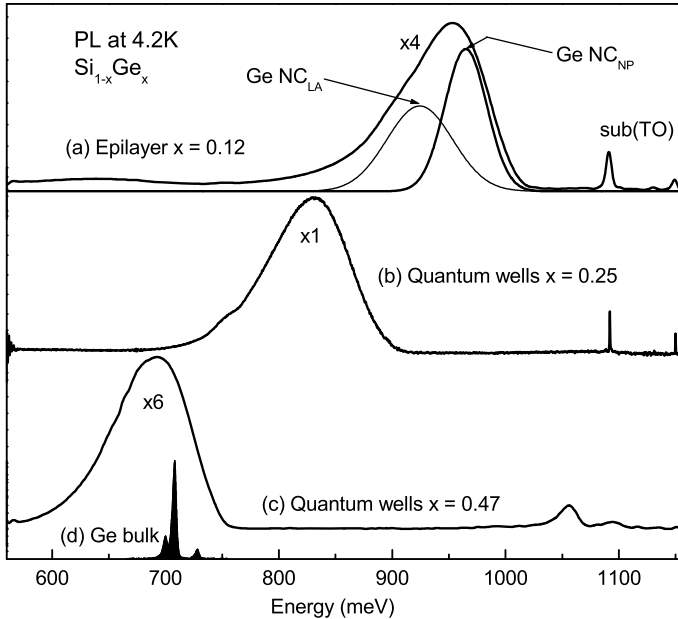 PL at 4.2K
Si1-xGex
x4
Ge NCNP
Ge NCLA
sub(TO)
(a) Epilayer x = 0.12
x1
(b) Quantum wells x = 0.25
x6
(c) Quantum wells x = 0.47
(d) Ge bulk
600 700 800 900 1000 1100
Energy (meV)